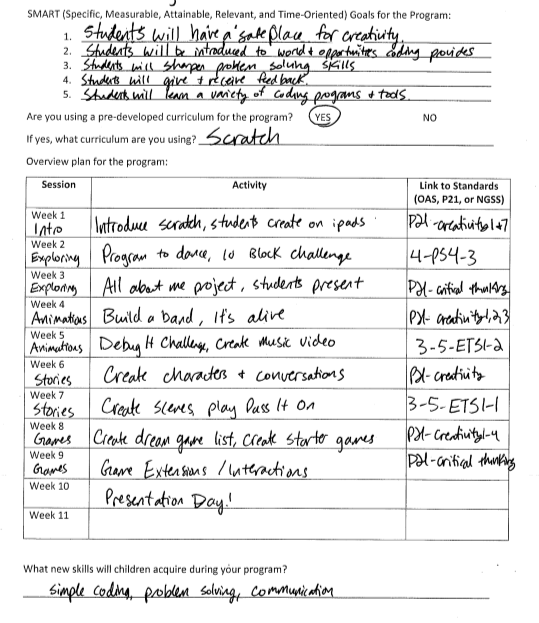 SMART (Specific, Measurable, Attainable, Relevant, and Time-Oriented) Goals for the Program:
1. Students will have a safe place for creativity.
2. Students will be introduced to world + opportunities coding povides
3. Students will sharpen problem solving skills
4. Students will give + receive feedback.
5. Students will learn a variety of coding programs + tools.
Are you using a pre-developed curriculum for the program? YES NO
If yes, what curriculum are you using? Scratch
Overview plan for the program:
Session Activity Link to Standards
(OAS, P21, or NGSS)
Week 1
Intro Introduce scratch, students create on ipads P21-creativity 1+7
Week 2
Exploring Program to dance, 10 Block challenge 4-PS4-3
Week 3
Exploring All about me project, students present P21-critical thinking
Week 4
Animations Build a band, It's alive P21-creativity 1,2,3
Week 5
Animations Debug It Challenge, Create Music video 3-5-ETS1-2
Week 6
Stories Create characters + conversations P21-creativity
Week 7
Stories Create scenes, play Pass It On 3-5-ETS1-1
Week 8
Games Create dream game list, create starter games P21-Creativity 1-4
Week 9
Games Game Extensions / Interactions P21-critical thinking
Week 10
Presentation Day!
Week 11
What new skills will children acquire during your program?
simple coding, problem solving, communication